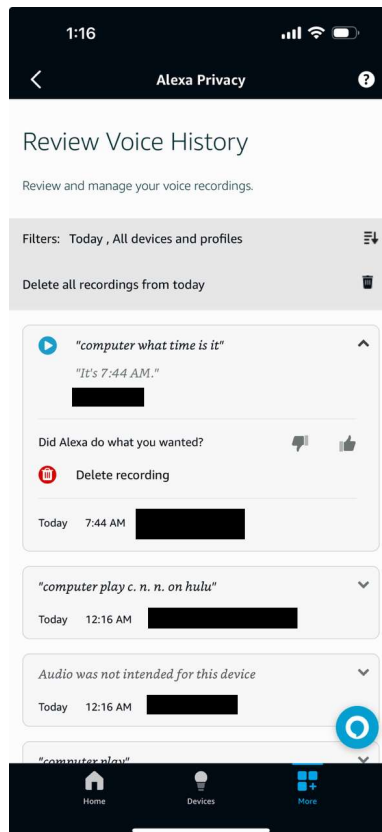 1:16
Alexa Privacy
?
Review Voice History
Review and manage your voice recordings.
Filters: Today , All devices and profiles
Delete all recordings from today
"computer what time is it"
"It's 7:44 AM."
Did Alexa do what you wanted?
Delete recording
Today 7:44 AM
"computer play c. n. n. on hulu"
Today 12:16 AM
Audio was not intended for this device
Today 12:16 AM
"computer play"
Home Devices More